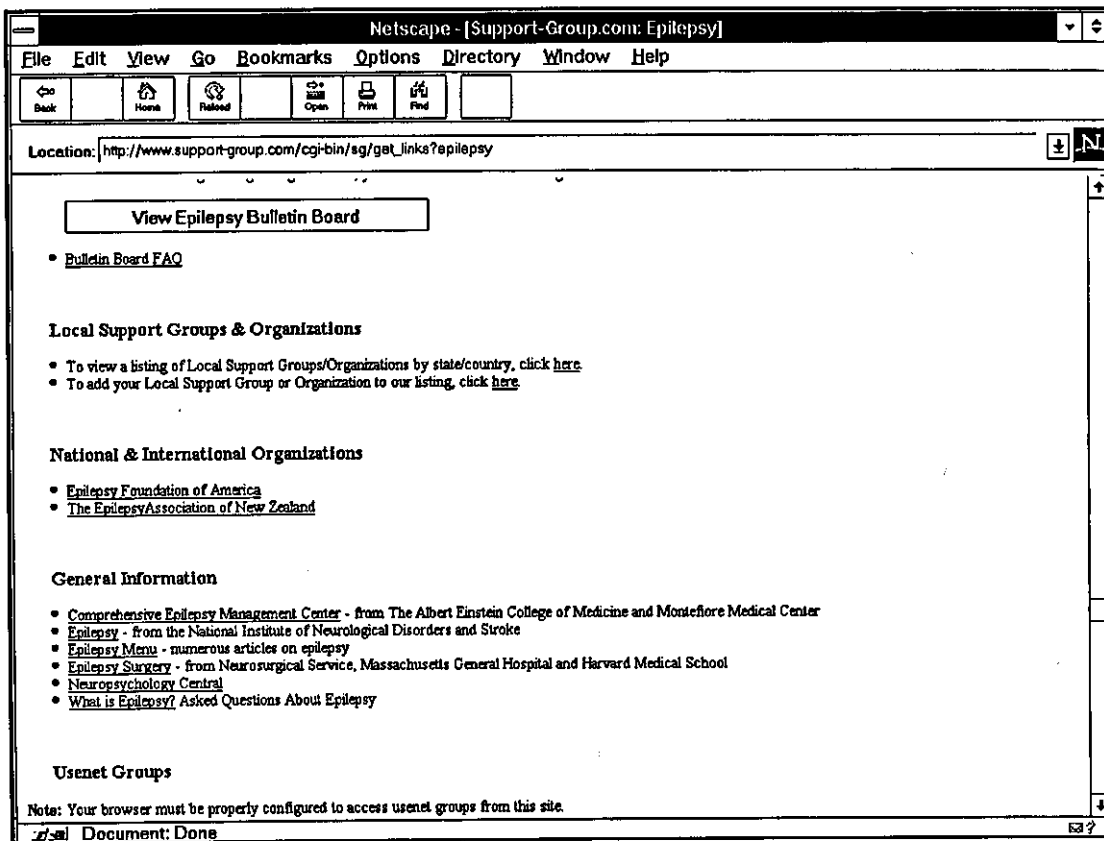 Netscape - [Support-Group.com: Epilepsy]
File Edit View Go Bookmarks Options Directory Window Help
Back Home Reload Open Print Find
Location: http://www.support-group.com/cgi-bin/sg/get_links?epilepsy
N
View Epilepsy Bulletin Board
• Bulletin Board FAQ
Local Support Groups & Organizations
• To view a listing of Local Support Groups/Organizations by state/country, click here.
• To add your Local Support Group or Organization to our listing, click here.
National & International Organizations
• Epilepsy Foundation of America
• The EpilepsyAssociation of New Zealand
General Information
• Comprehensive Epilepsy Management Center - from The Albert Einstein College of Medicine and Montefiore Medical Center
• Epilepsy - from the National Institute of Neurological Disorders and Stroke
• Epilepsy Menu - numerous articles on epilepsy
• Epilepsy Surgery - from Neurosurgical Service, Massachusetts General Hospital and Harvard Medical School
• Neuropsychology Central
• What is Epilepsy? Asked Questions About Epilepsy
Usenet Groups
Note: Your browser must be properly configured to access usenet groups from this site.
Document: Done
?